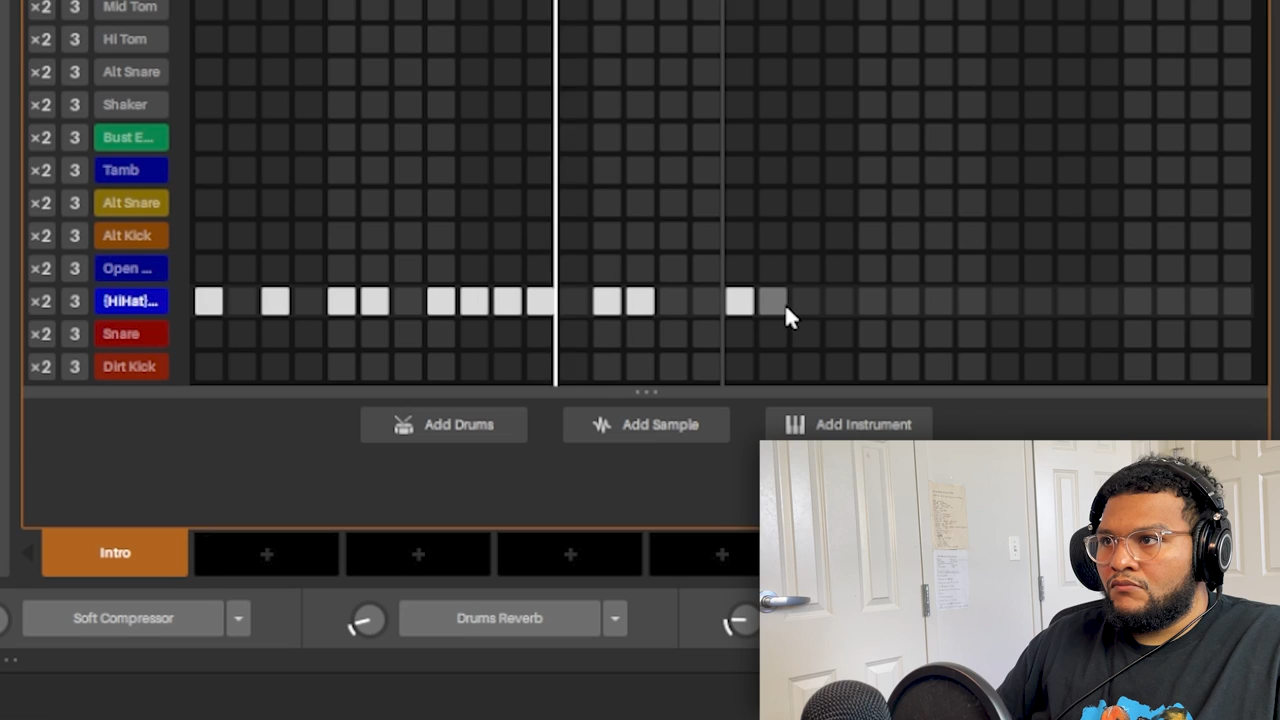 ×2 3 Mid Tom
×2 3 Hi Tom
×2 3 Alt Snare
×2 3 Shaker
×2 3 Bust E...
×2 3 Tamb
×2 3 Alt Snare
×2 3 Alt Kick
×2 3 Open ...
×2 3 {HiHat}...
×2 3 Snare
×2 3 Dirt Kick
Add Drums Add Sample Add Instrument
Intro + + + +
Soft Compressor Drums Reverb